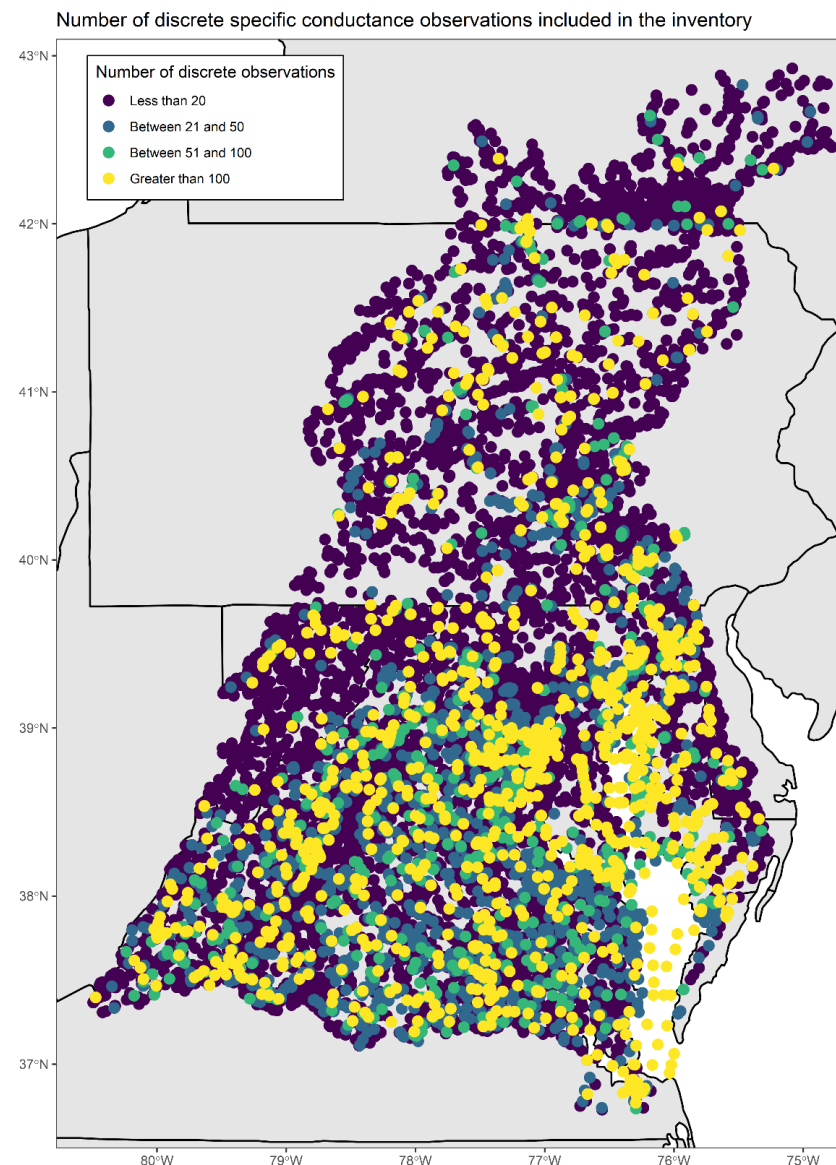 Number of discrete specific conductance observations included in the inventory
43°N
Number of discrete observations
Less than 20
Between 21 and 50
Between 51 and 100
Greater than 100
42°N
41°N
40°N
39°N
38°N
37°N
80°W 79°W 78°W 77°W 76°W 75°W